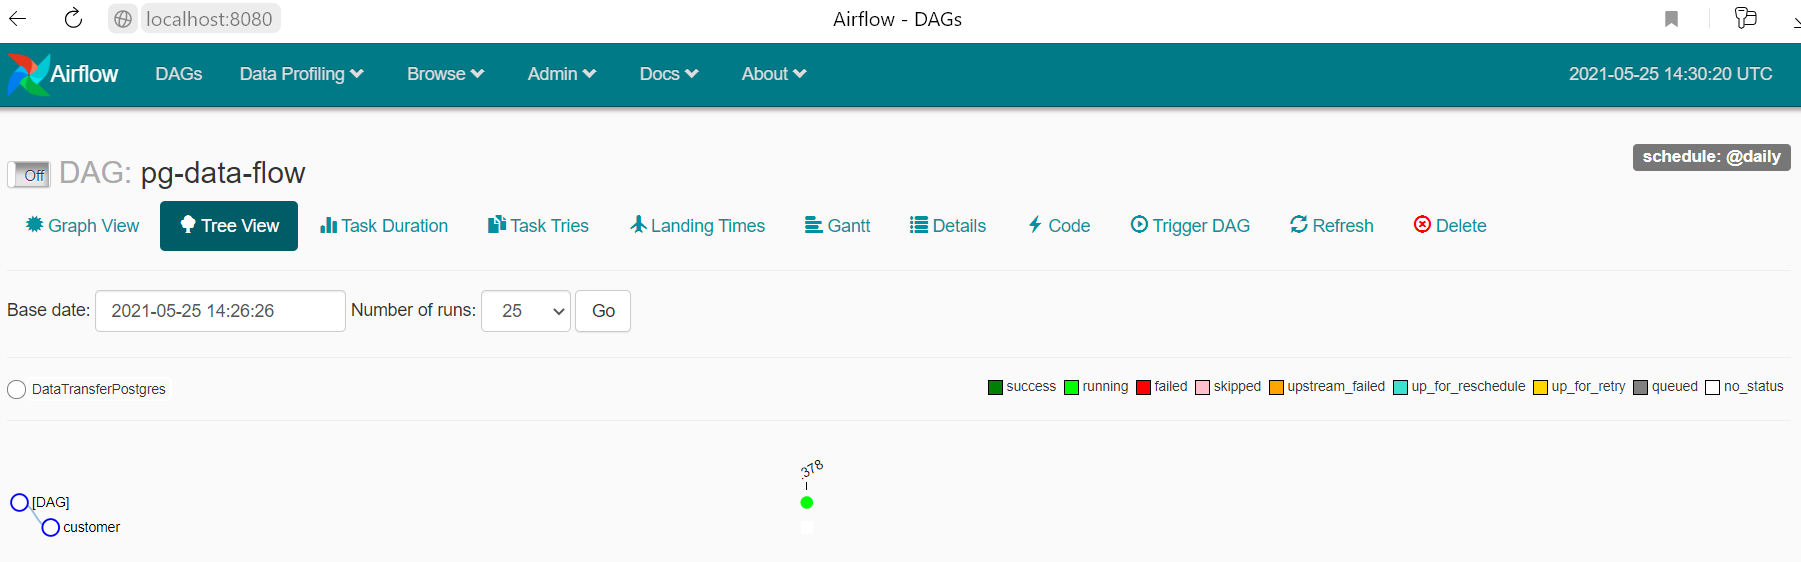 localhost:8080 Airflow - DAGs
Airflow DAGs Data Profiling Browse Admin Docs About 2021-05-25 14:30:20 UTC
schedule: @daily
Off DAG: pg-data-flow
Graph View Tree View Task Duration Task Tries Landing Times Gantt Details Code Trigger DAG Refresh Delete
Base date: 2021-05-25 14:26:26 Number of runs: 25 Go
DataTransferPostgres success running failed skipped upstream_failed up_for_reschedule up_for_retry queued no_status
.378
[DAG]
customer